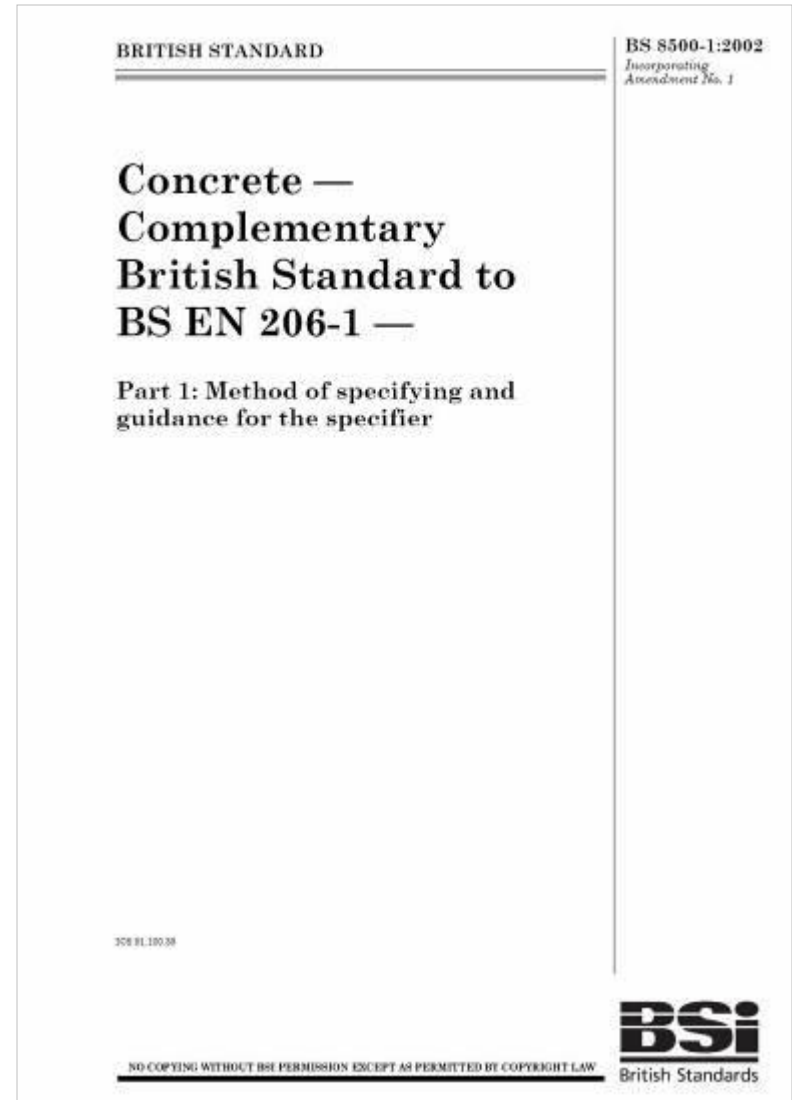 BRITISH STANDARD
BS 8500-1:2002
Incorporating
Amendment No. 1
Concrete —
Complementary
British Standard to
BS EN 206-1 —
Part 1: Method of specifying and
guidance for the specifier
NO COPYING WITHOUT BSI PERMISSION EXCEPT AS PERMITTED BY COPYRIGHT LAW
BSi
British Standards